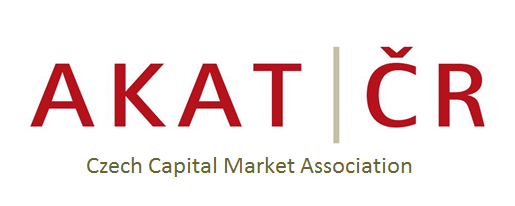 AKAT | ČR
Czech Capital Market Association